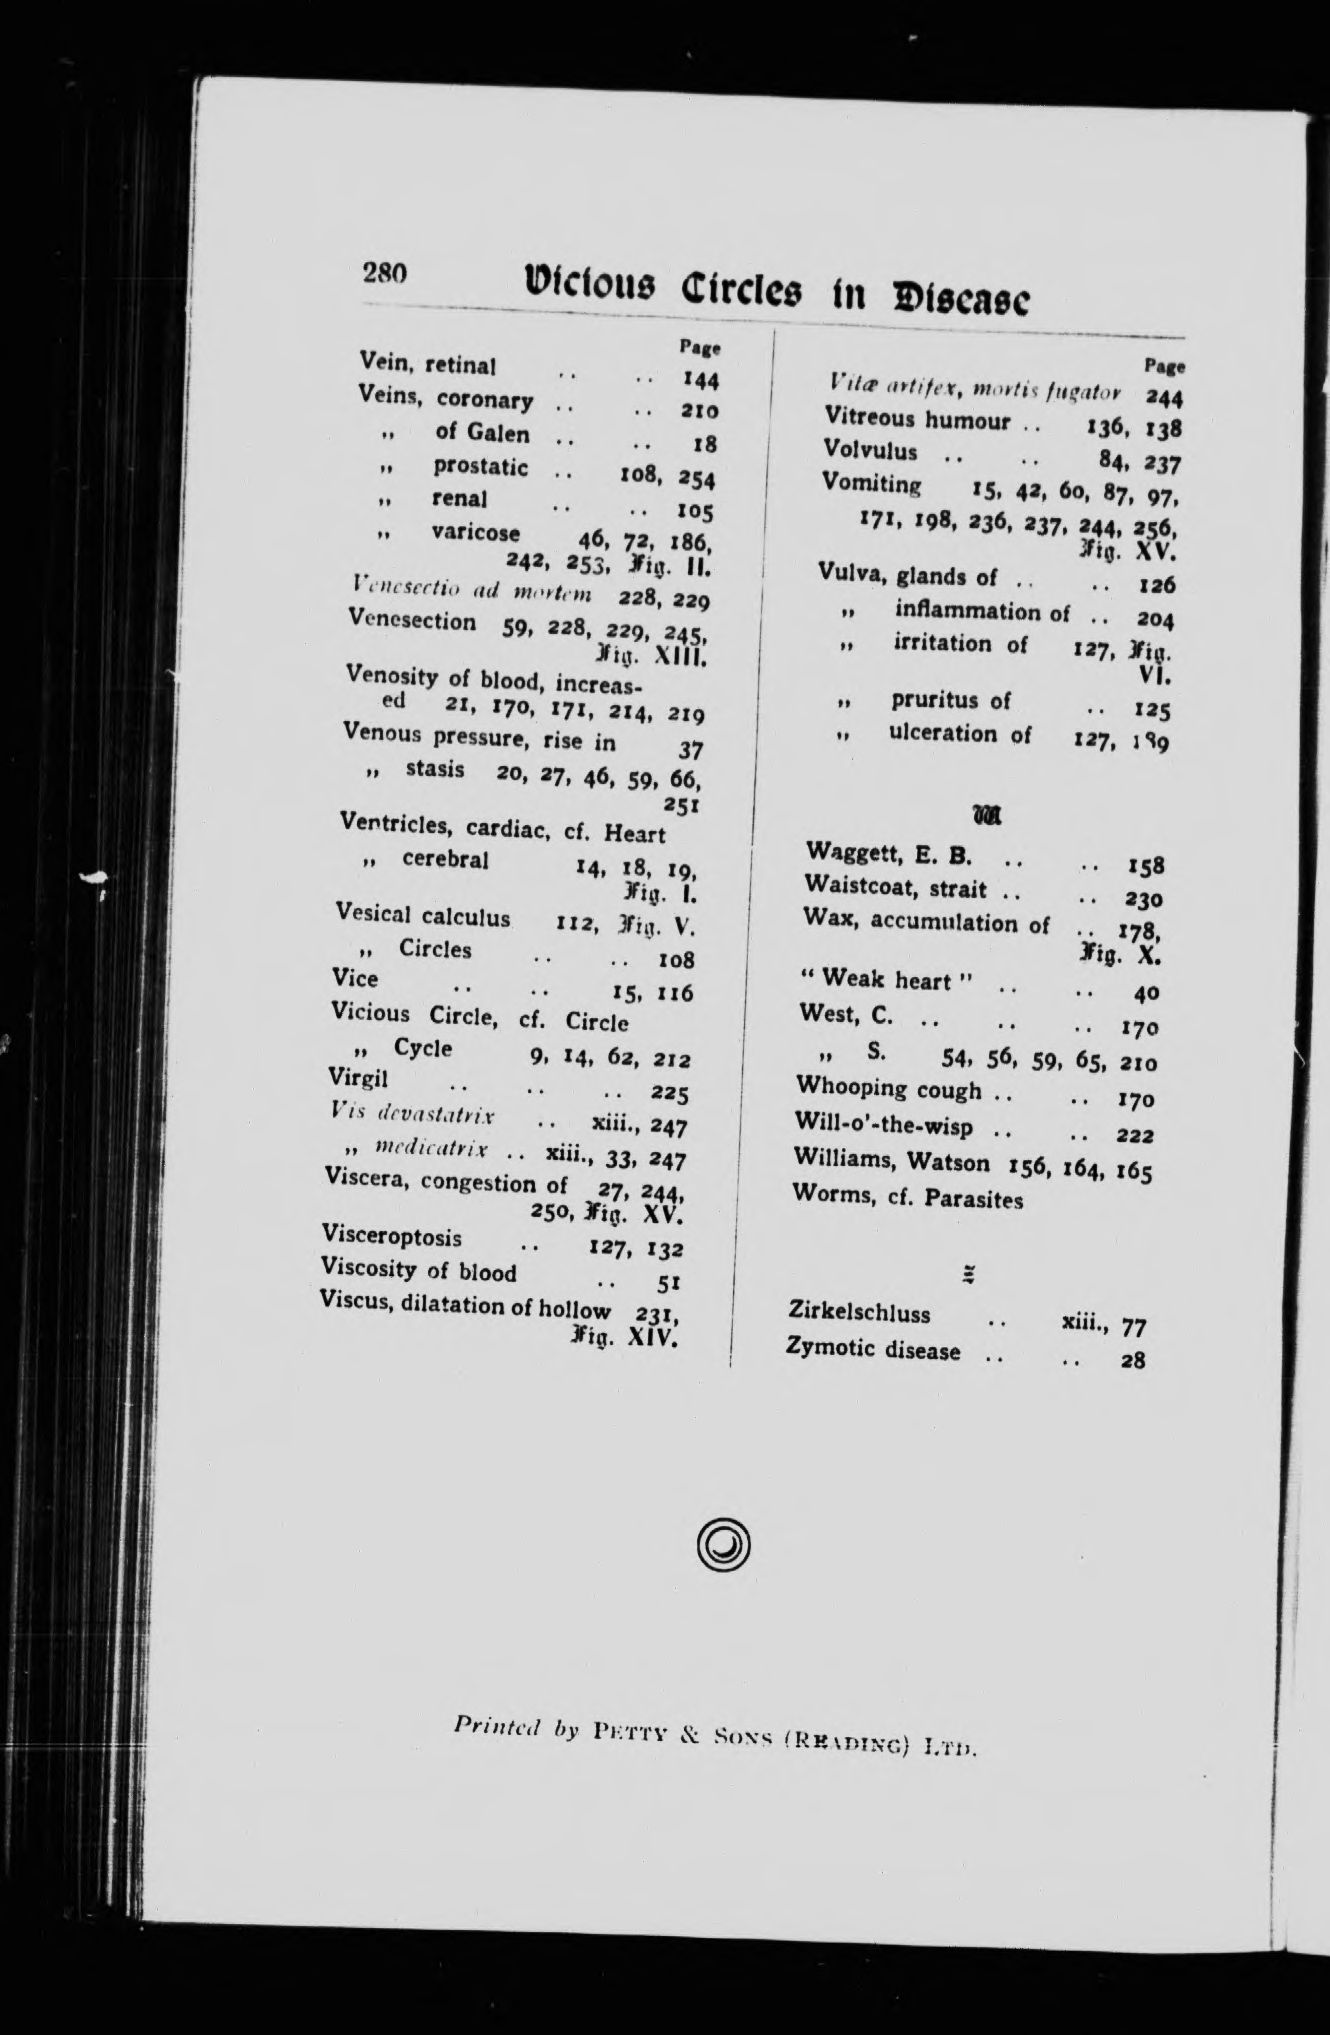 280 Vicious Circles in Disease
Page
Vein, retinal .. .. 144
Veins, coronary .. .. 210
,, of Galen .. .. 18
,, prostatic .. 108, 254
,, renal .. .. 105
,, varicose 46, 72, 186,
242, 253, Fig. II.
Venesectio ad mortem 228, 229
Venesection 59, 228, 229, 245,
Fig. XIII.
Venosity of blood, increas-
ed 21, 170, 171, 214, 219
Venous pressure, rise in 37
,, stasis 20, 27, 46, 59, 66,
251
Ventricles, cardiac, cf. Heart
,, cerebral 14, 18, 19,
Fig. I.
Vesical calculus 112, Fig. V.
,, Circles .. .. 108
Vice .. .. 15, 116
Vicious Circle, cf. Circle
,, Cycle 9, 14, 62, 212
Virgil .. .. .. 225
Vis devastatrix .. xiii., 247
,, medicatrix .. xiii., 33, 247
Viscera, congestion of 27, 244,
250, Fig. XV.
Visceroptosis .. 127, 132
Viscosity of blood .. 51
Viscus, dilatation of hollow 231,
Fig. XIV.
Page
Vitæ artifex, mortis fugator 244
Vitreous humour .. 136, 138
Volvulus .. .. 84, 237
Vomiting 15, 42, 60, 87, 97,
171, 198, 236, 237, 244, 256,
Fig. XV.
Vulva, glands of .. .. 126
,, inflammation of .. 204
,, irritation of 127, Fig.
VI.
,, pruritus of .. 125
,, ulceration of 127, 189
W
Waggett, E. B. .. .. 158
Waistcoat, strait .. .. 230
Wax, accumulation of .. 178,
Fig. X.
“ Weak heart ” .. .. 40
West, C. .. .. .. 170
,, S. 54, 56, 59, 65, 210
Whooping cough .. .. 170
Will-o’-the-wisp .. .. 222
Williams, Watson 156, 164, 165
Worms, cf. Parasites
Z
Zirkelschluss .. xiii., 77
Zymotic disease .. .. 28
Printed by PETTY & SONS (READING) LTD.